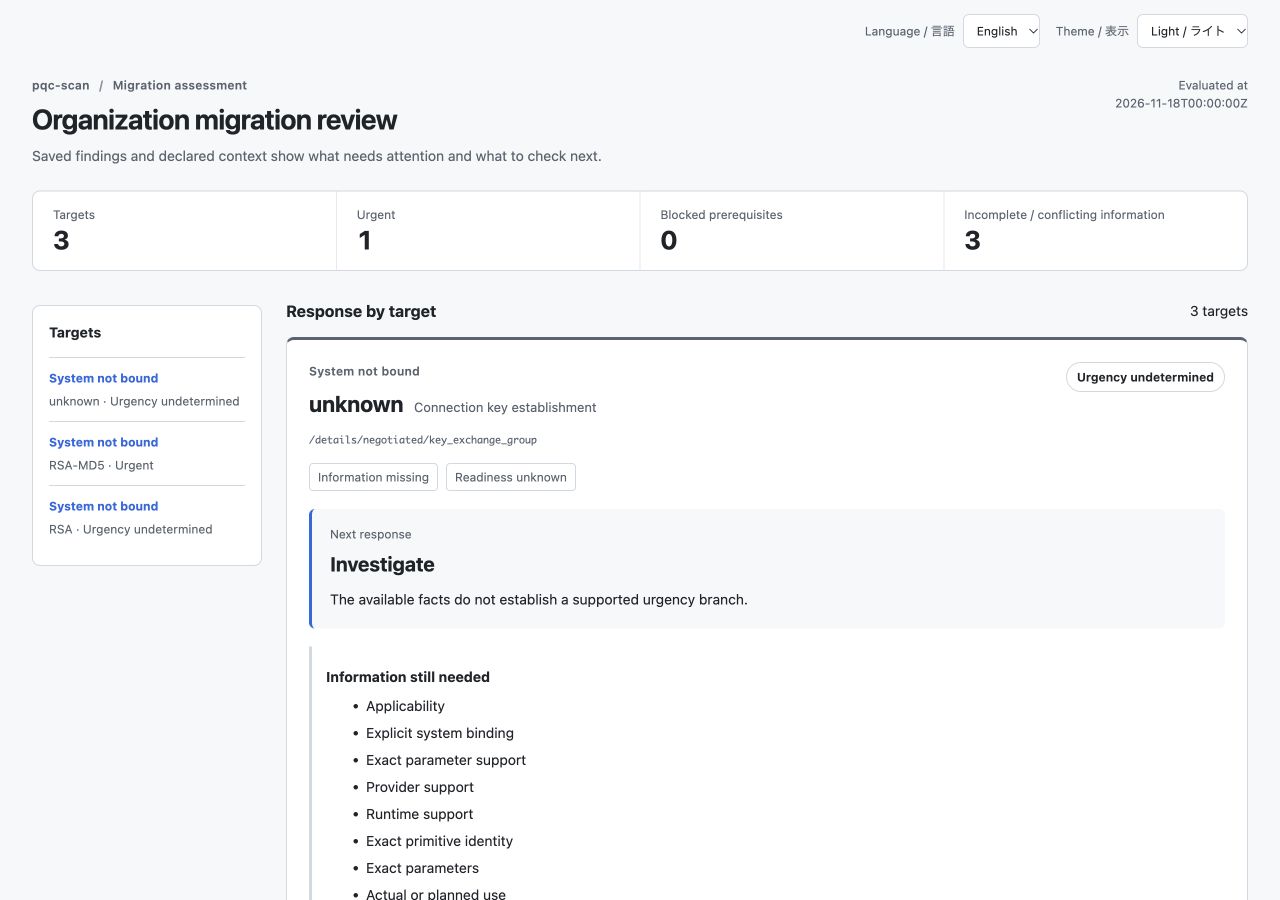 Language / 言語 English Theme / 表示 Light / ライト
pqc-scan / Migration assessment
Evaluated at
2026-11-18T00:00:00Z
Organization migration review
Saved findings and declared context show what needs attention and what to check next.
Targets
3
Urgent
1
Blocked prerequisites
0
Incomplete / conflicting information
3
Targets
System not bound
unknown · Urgency undetermined
System not bound
RSA-MD5 · Urgent
System not bound
RSA · Urgency undetermined
Response by target
3 targets
System not bound
Urgency undetermined
unknown Connection key establishment
/details/negotiated/key_exchange_group
Information missing
Readiness unknown
Next response
Investigate
The available facts do not establish a supported urgency branch.
Information still needed
• Applicability
• Explicit system binding
• Exact parameter support
• Provider support
• Runtime support
• Exact primitive identity
• Exact parameters
• Actual or planned use